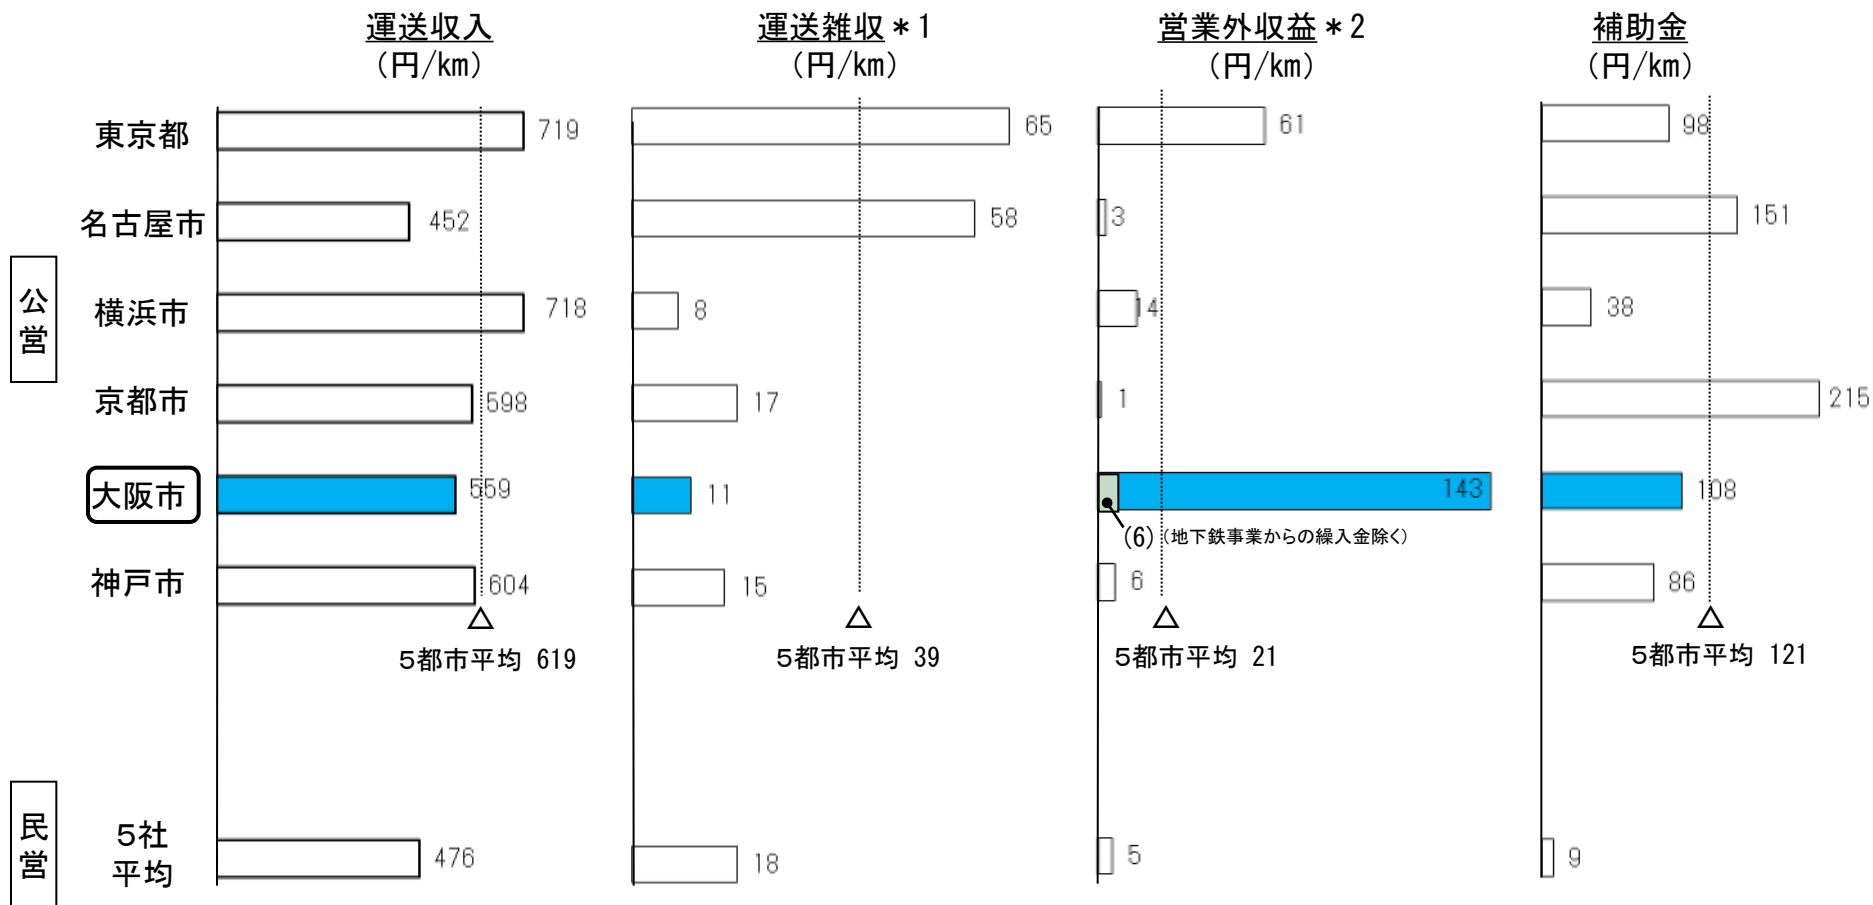 運送収入
(円/km)
運送雑収*1
(円/km)
営業外収益*2
(円/km)
補助金
(円/km)
公営
東京都
719
65
61
98
名古屋市
452
58
3
151
横浜市
718
8
14
38
京都市
598
17
1
215
大阪市
559
11
143
108
(6) (地下鉄事業からの繰入金除く)
神戸市
604
15
6
86
△
△
△
△
5都市平均 619
5都市平均 39
5都市平均 21
5都市平均 121
民営
5社
平均
476
18
5
9